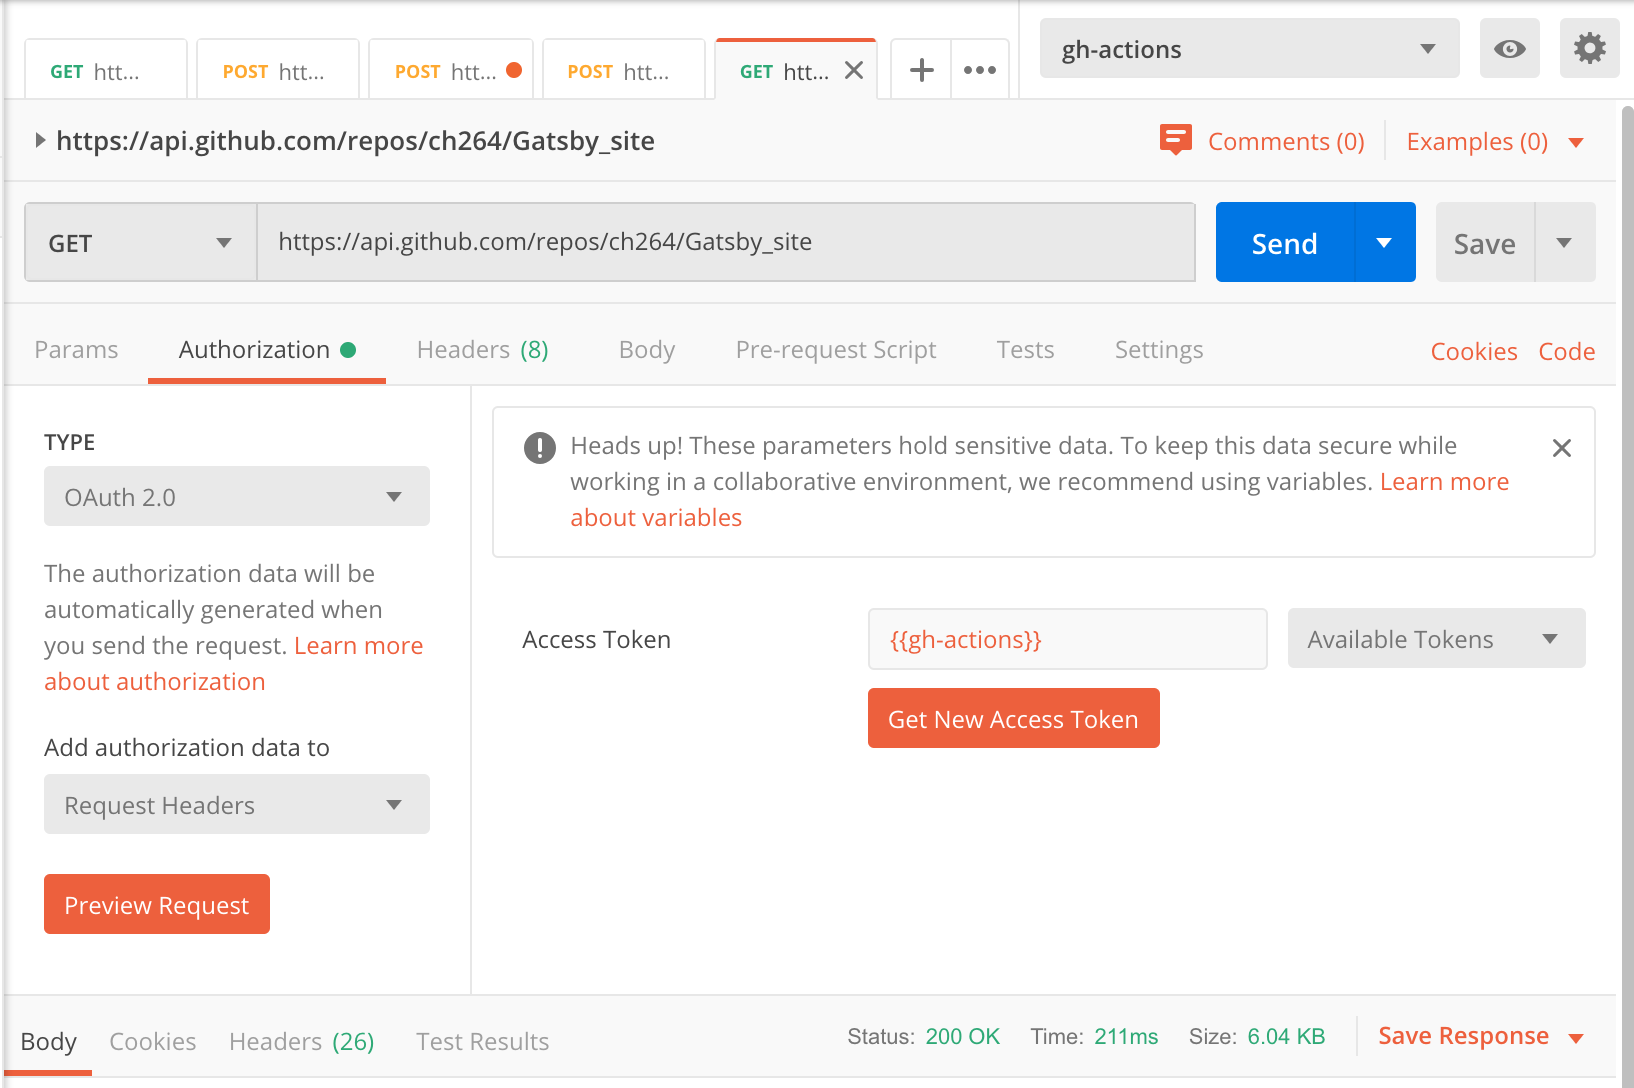 GET htt...
POST htt...
POST htt...
POST htt...
GET htt...
gh-actions
https://api.github.com/repos/ch264/Gatsby_site
Comments (0)
Examples (0)
GET
https://api.github.com/repos/ch264/Gatsby_site
Send
Save
Params
Authorization
Headers (8)
Body
Pre-request Script
Tests
Settings
Cookies
Code
TYPE
OAuth 2.0
The authorization data will be
automatically generated when
you send the request. Learn more
about authorization
Add authorization data to
Request Headers
Preview Request
Heads up! These parameters hold sensitive data. To keep this data secure while
working in a collaborative environment, we recommend using variables. Learn more
about variables
Access Token
{{gh-actions}}
Available Tokens
Get New Access Token
Body
Cookies
Headers (26)
Test Results
Status: 200 OK
Time: 211ms
Size: 6.04 KB
Save Response